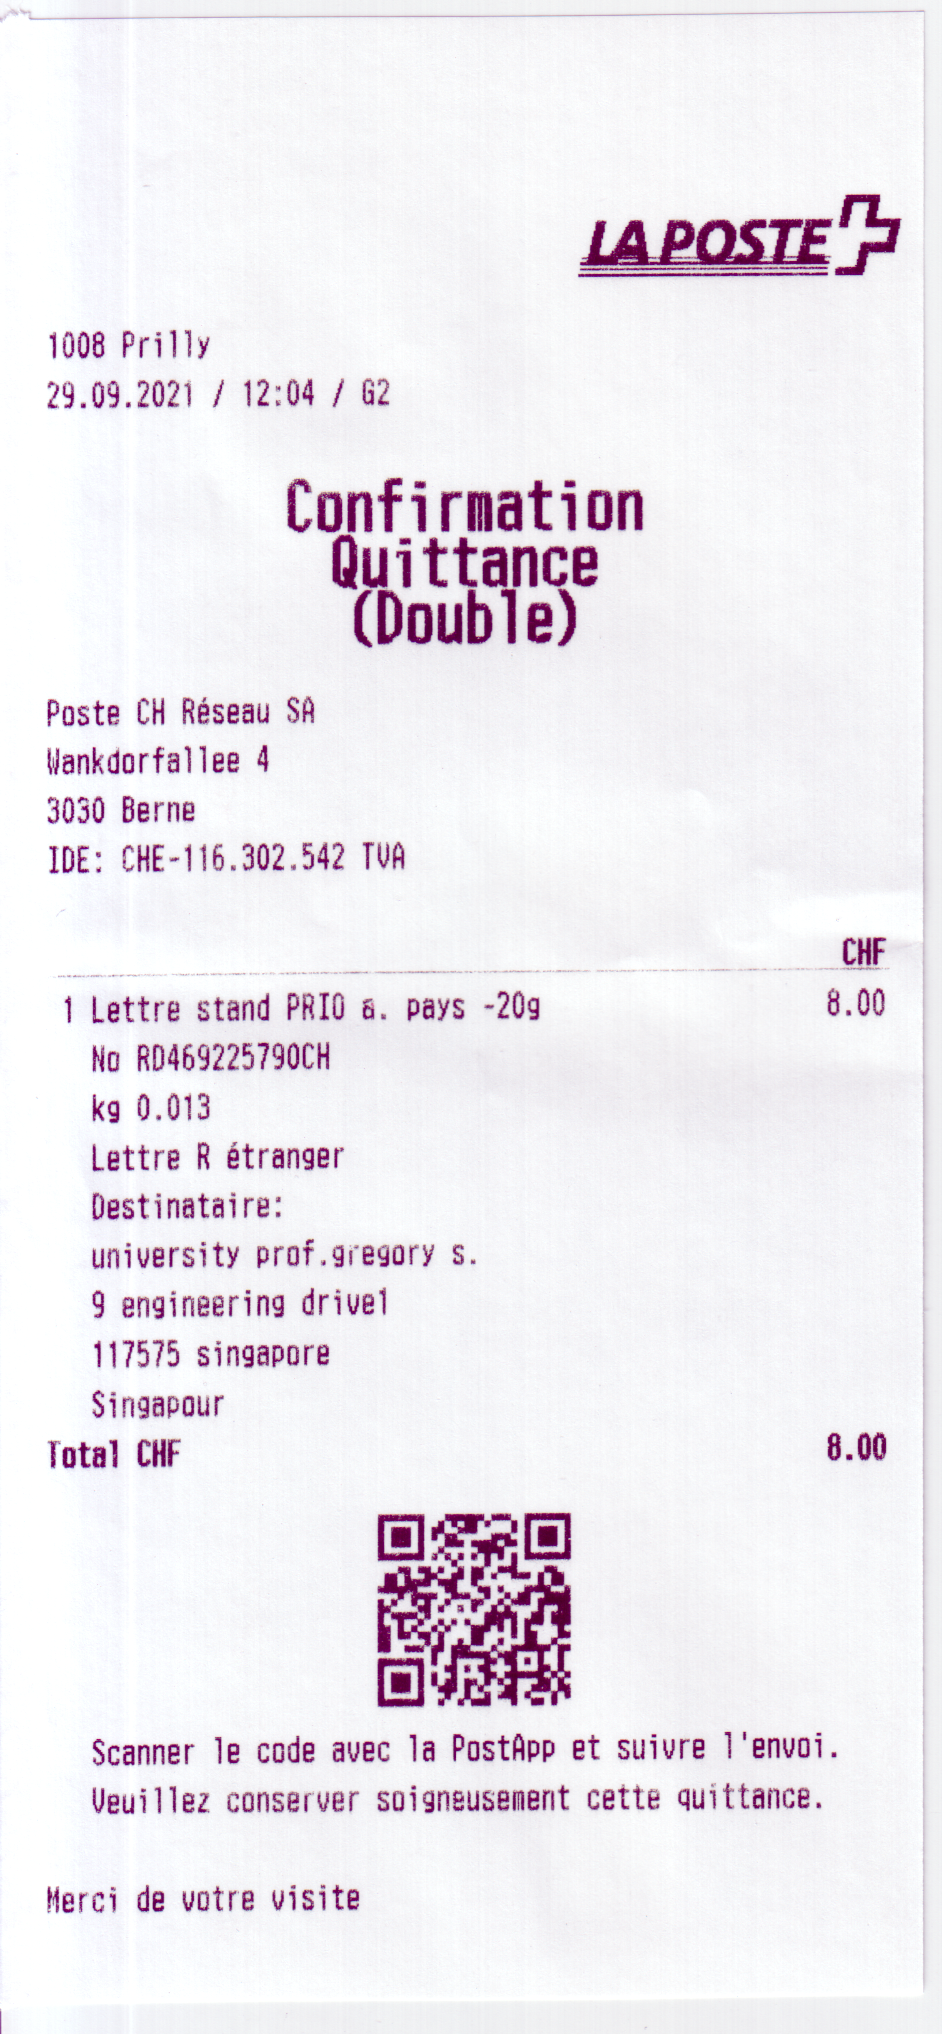 LA POSTE
1008 Prilly
29.09.2021 / 12:04 / G2
Confirmation
Quittance
(Double)
Poste CH Réseau SA
Wankdorfallee 4
3030 Berne
IDE: CHE-116.302.542 TVA
CHF
1 Lettre stand PRIO a. pays -20g 8.00
No RD469225790CH
kg 0.013
Lettre R étranger
Destinataire:
university prof.gregory s.
9 engineering drive1
117575 singapore
Singapour
Total CHF 8.00
Scanner le code avec la PostApp et suivre l'envoi.
Veuillez conserver soigneusement cette quittance.
Merci de votre visite